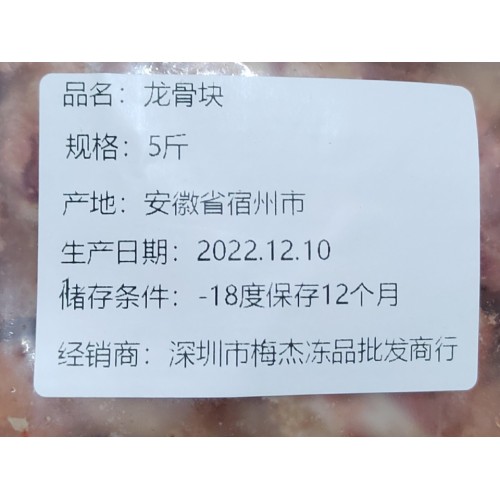 品名：龙骨块
规格：5斤
产地：安徽省宿州市
生产日期：2022.12.10
储存条件：-18度保存12个月
经销商：深圳市梅杰冻品批发商行